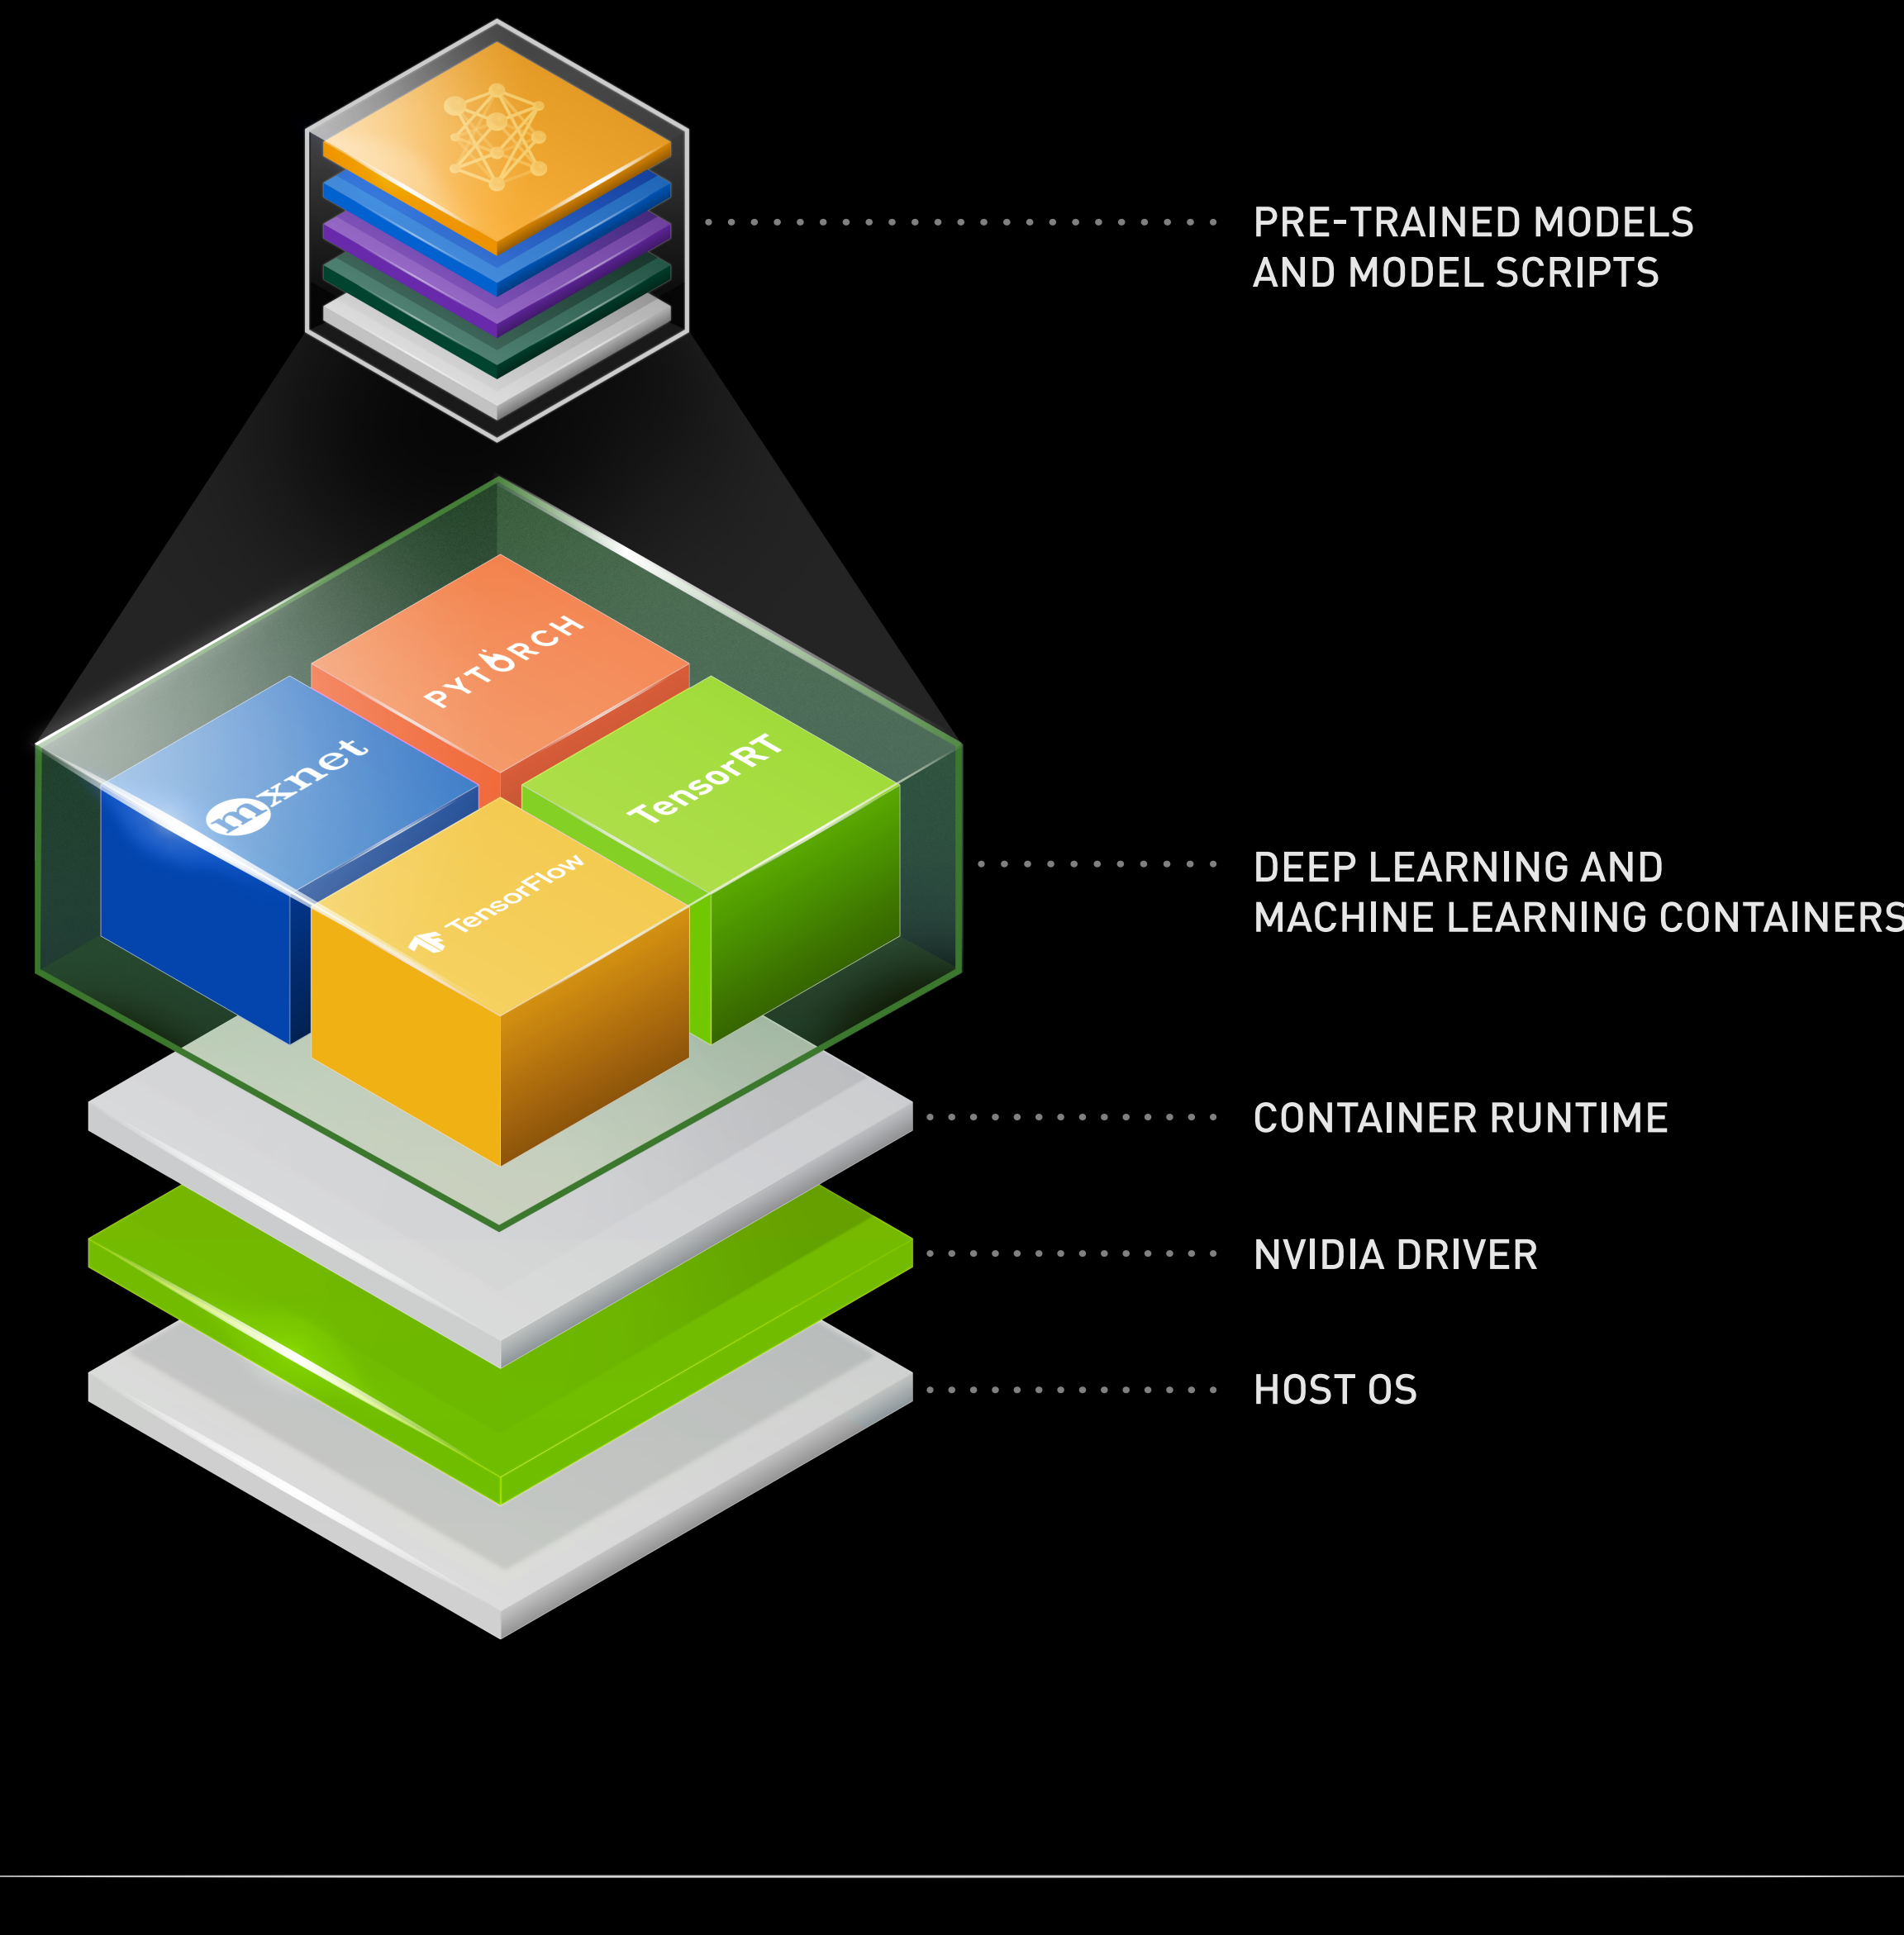 PRE-TRAINED MODELS
AND MODEL SCRIPTS
PYTORCH
mxnet
TensorRT
TensorFlow
DEEP LEARNING AND
MACHINE LEARNING CONTAINERS
CONTAINER RUNTIME
NVIDIA DRIVER
HOST OS